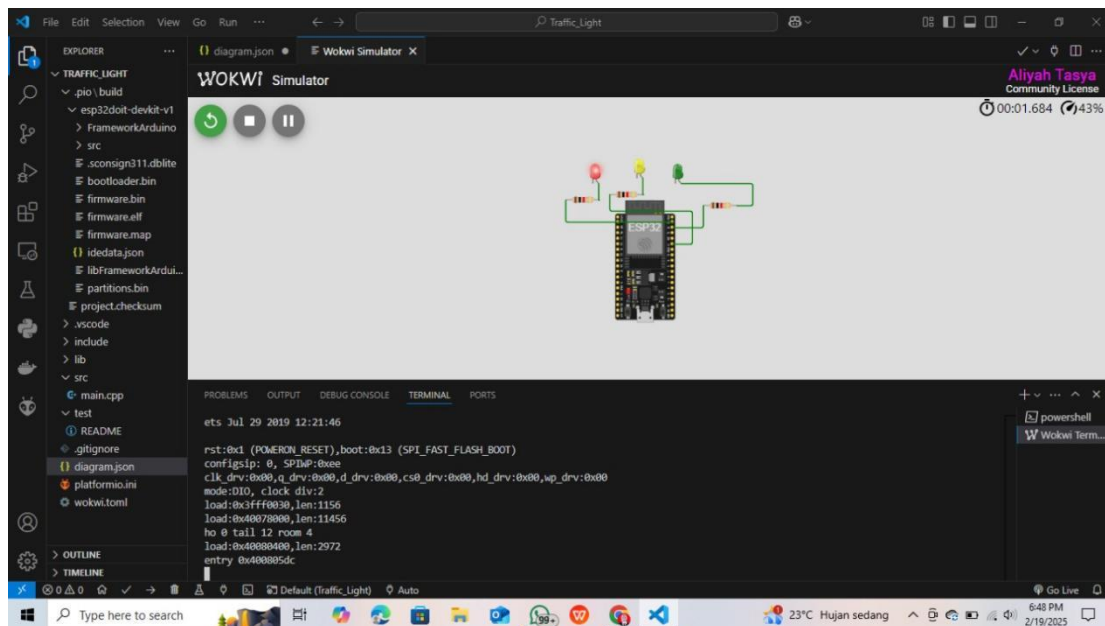 File Edit Selection View Go Run ··· Traffic_Light
EXPLORER ···
TRAFFIC_LIGHT
.pio \ build
esp32doit-devkit-v1
FrameworkArduino
src
.sconsign311.dblite
bootloader.bin
firmware.bin
firmware.elf
firmware.map
idedata.json
libFrameworkArdui...
partitions.bin
project.checksum
.vscode
include
lib
src
main.cpp
test
README
.gitignore
diagram.json
platformio.ini
wokwi.toml
OUTLINE
TIMELINE
diagram.json Wokwi Simulator
WOKWi Simulator
Aliyah Tasya
Community License
00:01.684 43%
ESP32
PROBLEMS OUTPUT DEBUG CONSOLE TERMINAL PORTS
powershell
Wokwi Term...
ets Jul 29 2019 12:21:46
rst:0x1 (POWERON_RESET),boot:0x13 (SPI_FAST_FLASH_BOOT)
configsip: 0, SPIWP:0xee
clk_drv:0x00,q_drv:0x00,d_drv:0x00,cs0_drv:0x00,hd_drv:0x00,wp_drv:0x00
mode:DIO, clock div:2
load:0x3fff0030,len:1156
load:0x40078000,len:11456
ho 0 tail 12 room 4
load:0x40080400,len:2972
entry 0x400805dc
0 0 0 Default (Traffic_Light) Auto Go Live
Type here to search 99+ 23°C Hujan sedang 6:48 PM
2/19/2025